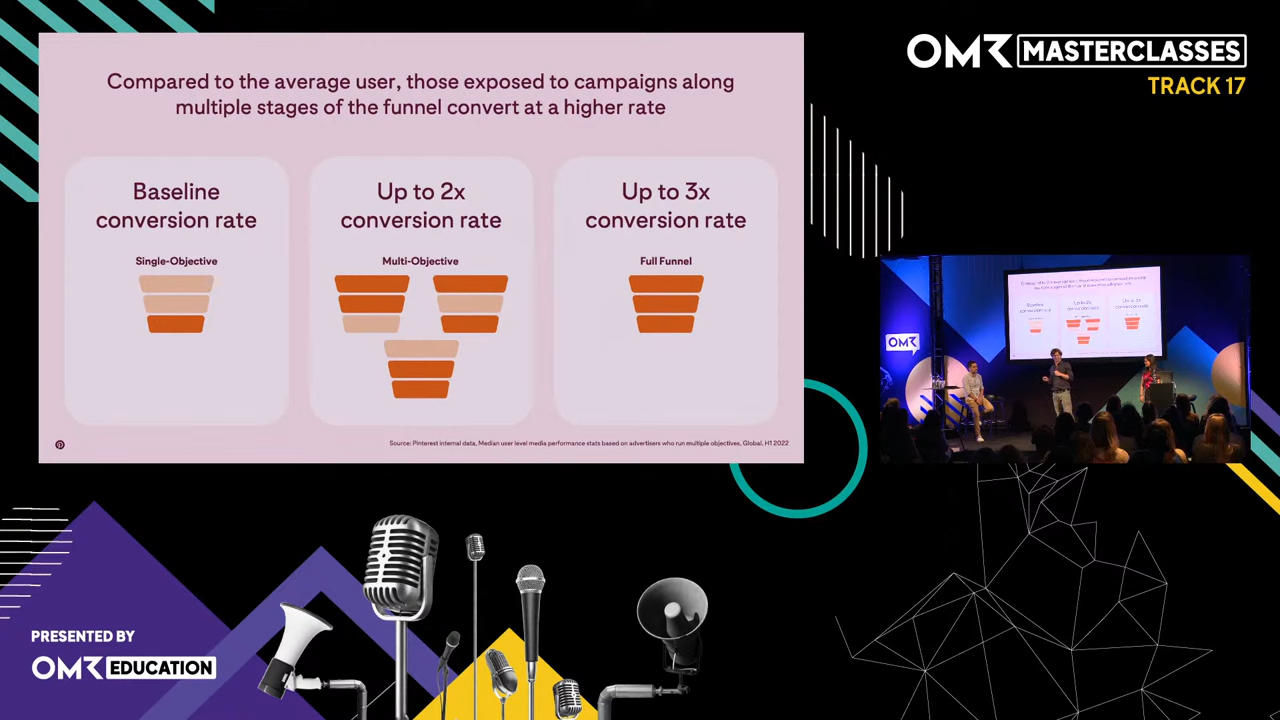 Compared to the average user, those exposed to campaigns along
multiple stages of the funnel convert at a higher rate
Baseline
conversion rate
Single-Objective
Up to 2x
conversion rate
Multi-Objective
Up to 3x
conversion rate
Full Funnel
Source: Pinterest internal data, Median user level media performance stats based on advertisers who run multiple objectives, Global, H1 2022
OMR MASTERCLASSES
TRACK 17
OMR
PRESENTED BY
OMR EDUCATION